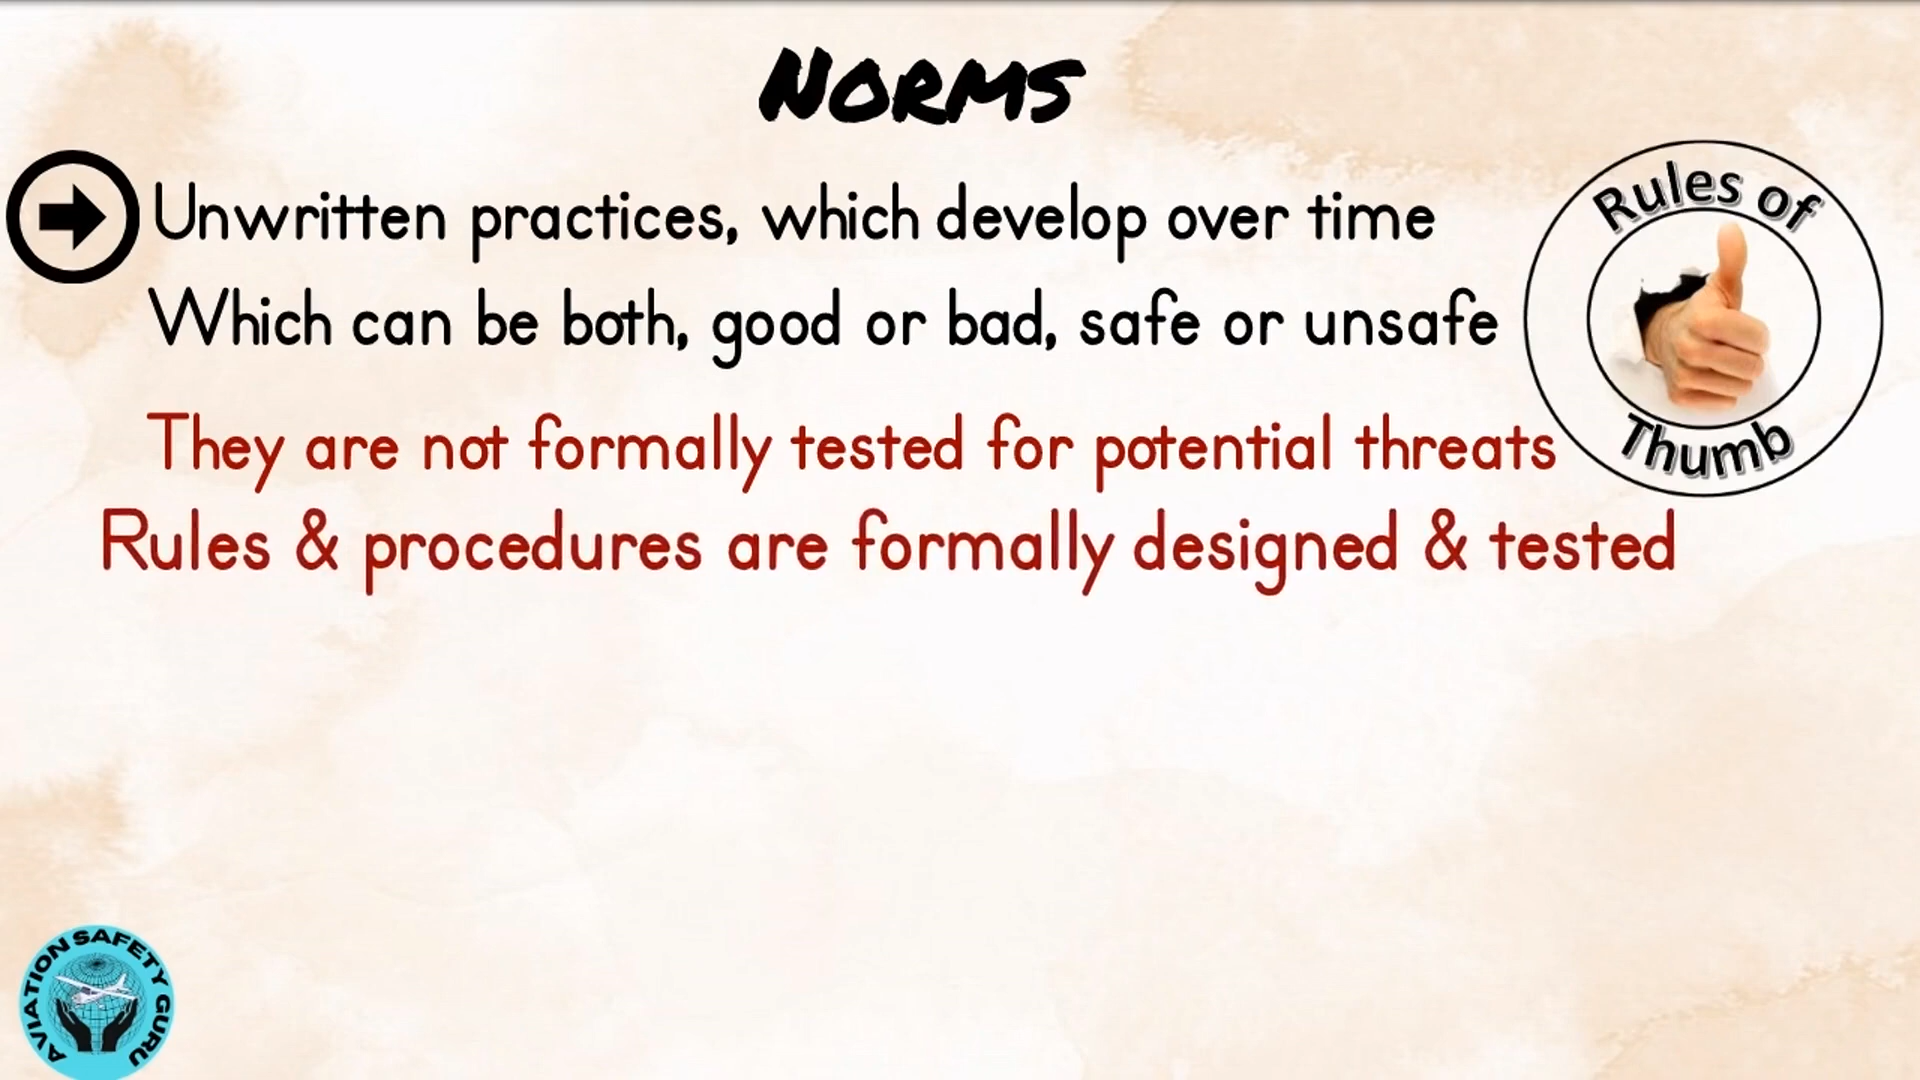 NORMS
Unwritten practices, which develop over time
Which can be both, good or bad, safe or unsafe
Rules of
Thumb
They are not formally tested for potential threats
Rules & procedures are formally designed & tested
AVIATION SAFETY GURU